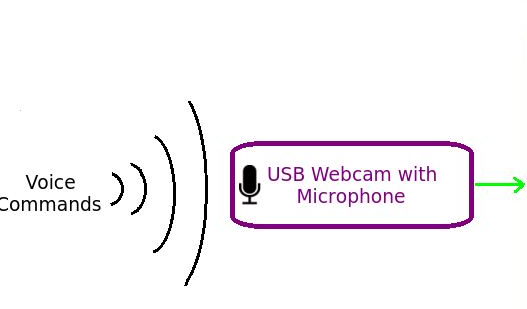 Voice
Commands
USB Webcam with
Microphone